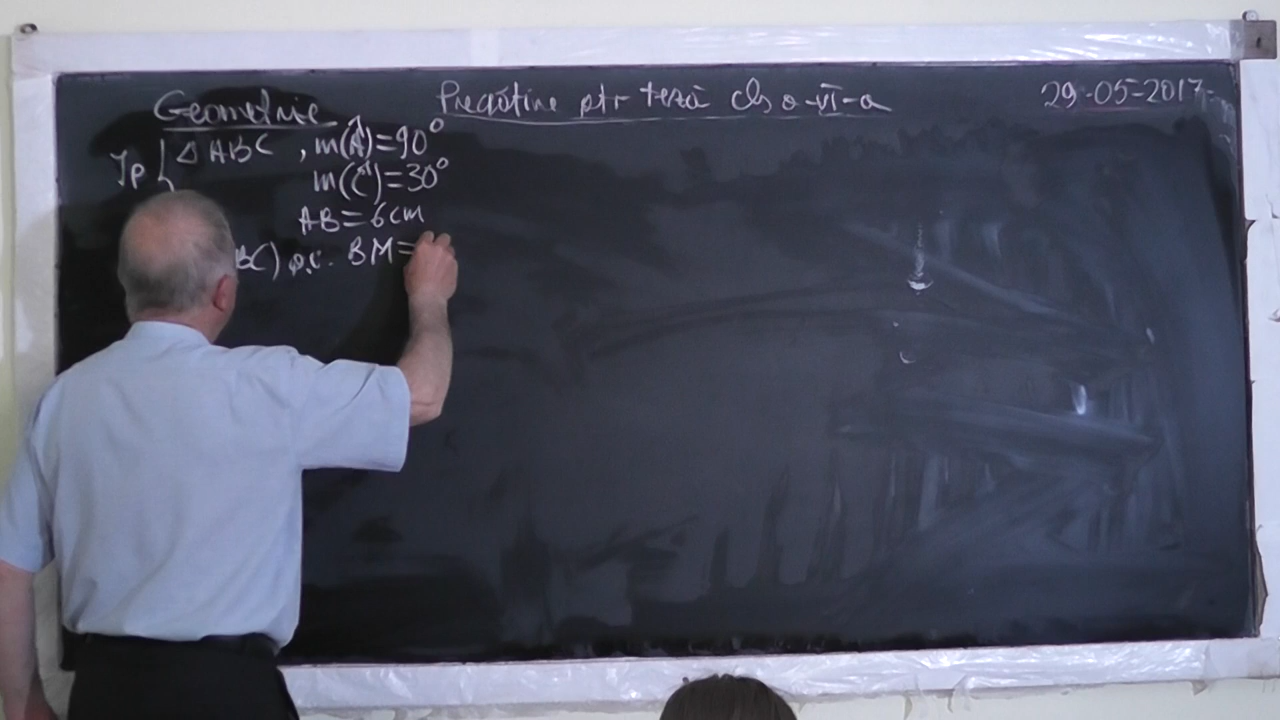 Geometrie Pregătire ptr teză cls a-VI-a 29-05-2017
Ip { △ ABC , m(Â)=90°
m(Ĉ)=30°
AB=6cm
BC) a.î. BM=